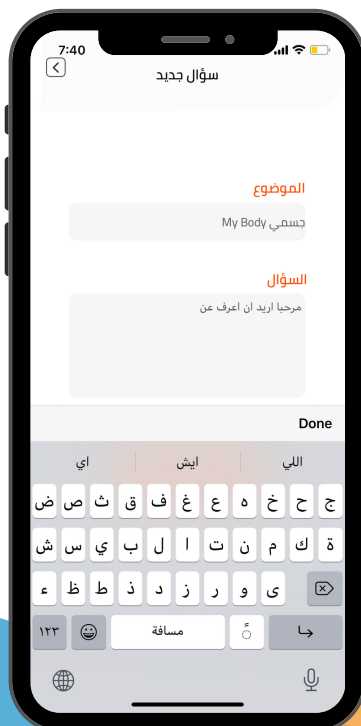 7:40
سؤال جديد
الموضوع
جسمي My Body
السؤال
مرحبا اريد ان اعرف عن
Done
اللي ايش اي
ج ح خ ه ع غ ف ق ث ص ض
ة ك م ن ت ا ل ب ي س ش
ى و ر ز د ذ ط ظ ء
مسافة ١٢٣